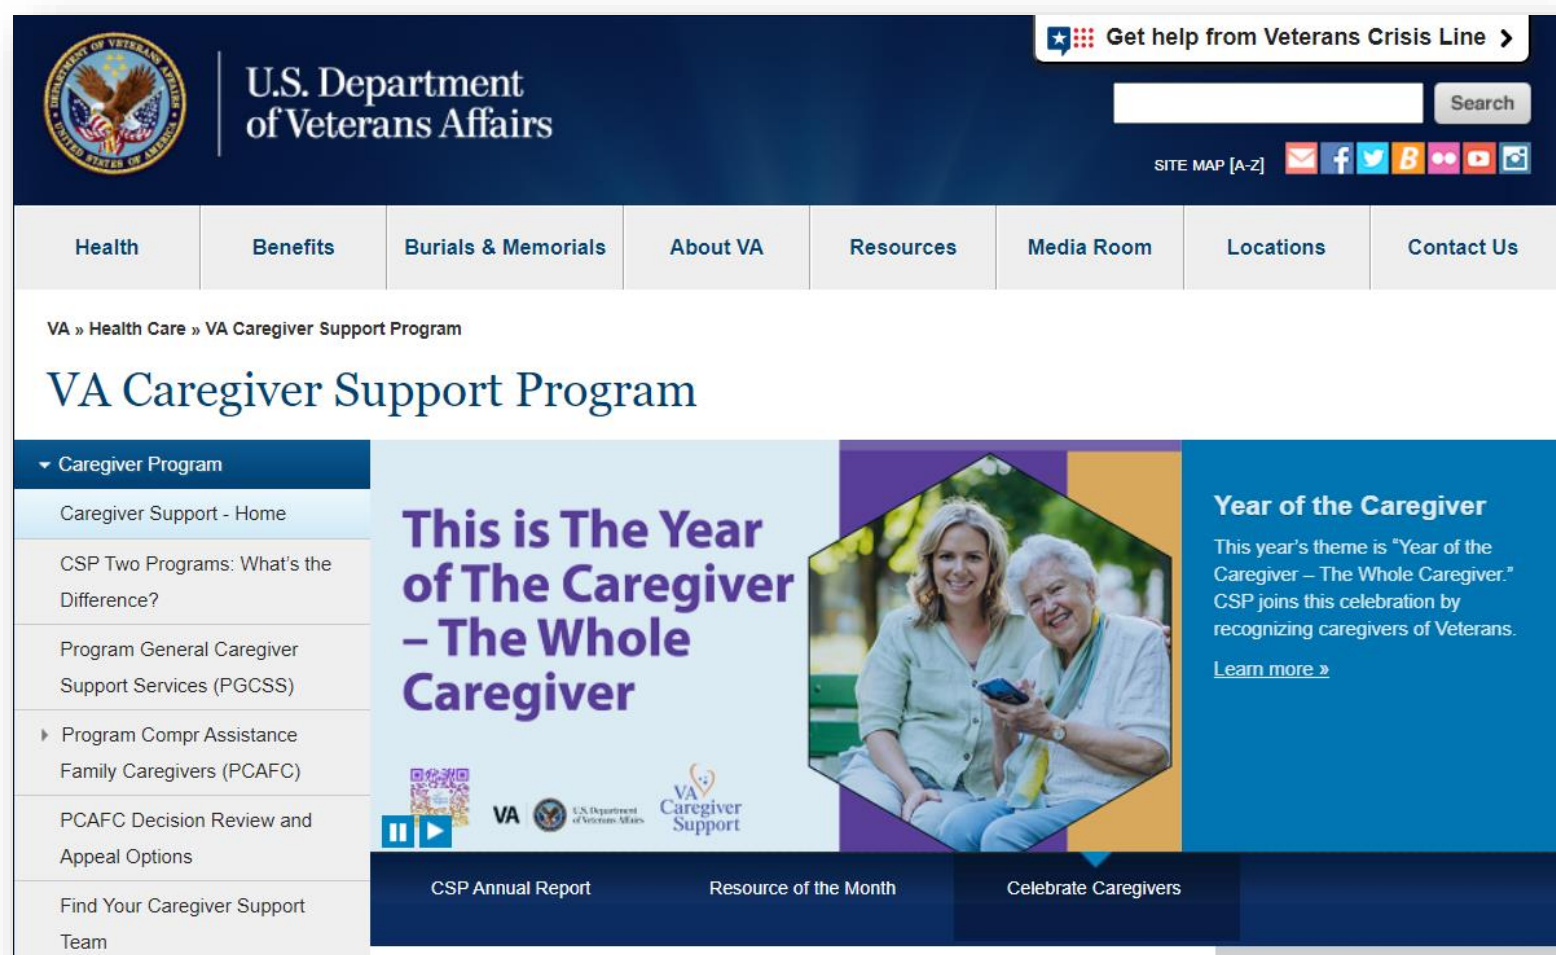 Get help from Veterans Crisis Line
U.S. Department
of Veterans Affairs
Search
SITE MAP [A-Z]
Health
Benefits
Burials & Memorials
About VA
Resources
Media Room
Locations
Contact Us
VA » Health Care » VA Caregiver Support Program
VA Caregiver Support Program
Caregiver Program
Caregiver Support - Home
CSP Two Programs: What's the
Difference?
Program General Caregiver
Support Services (PGCSS)
Program Compr Assistance
Family Caregivers (PCAFC)
PCAFC Decision Review and
Appeal Options
Find Your Caregiver Support
Team
This is The Year
of The Caregiver
– The Whole
Caregiver
VA
U.S. Department
of Veterans Affairs
VA
Caregiver
Support
Year of the Caregiver
This year's theme is "Year of the
Caregiver – The Whole Caregiver."
CSP joins this celebration by
recognizing caregivers of Veterans.
Learn more »
CSP Annual Report
Resource of the Month
Celebrate Caregivers